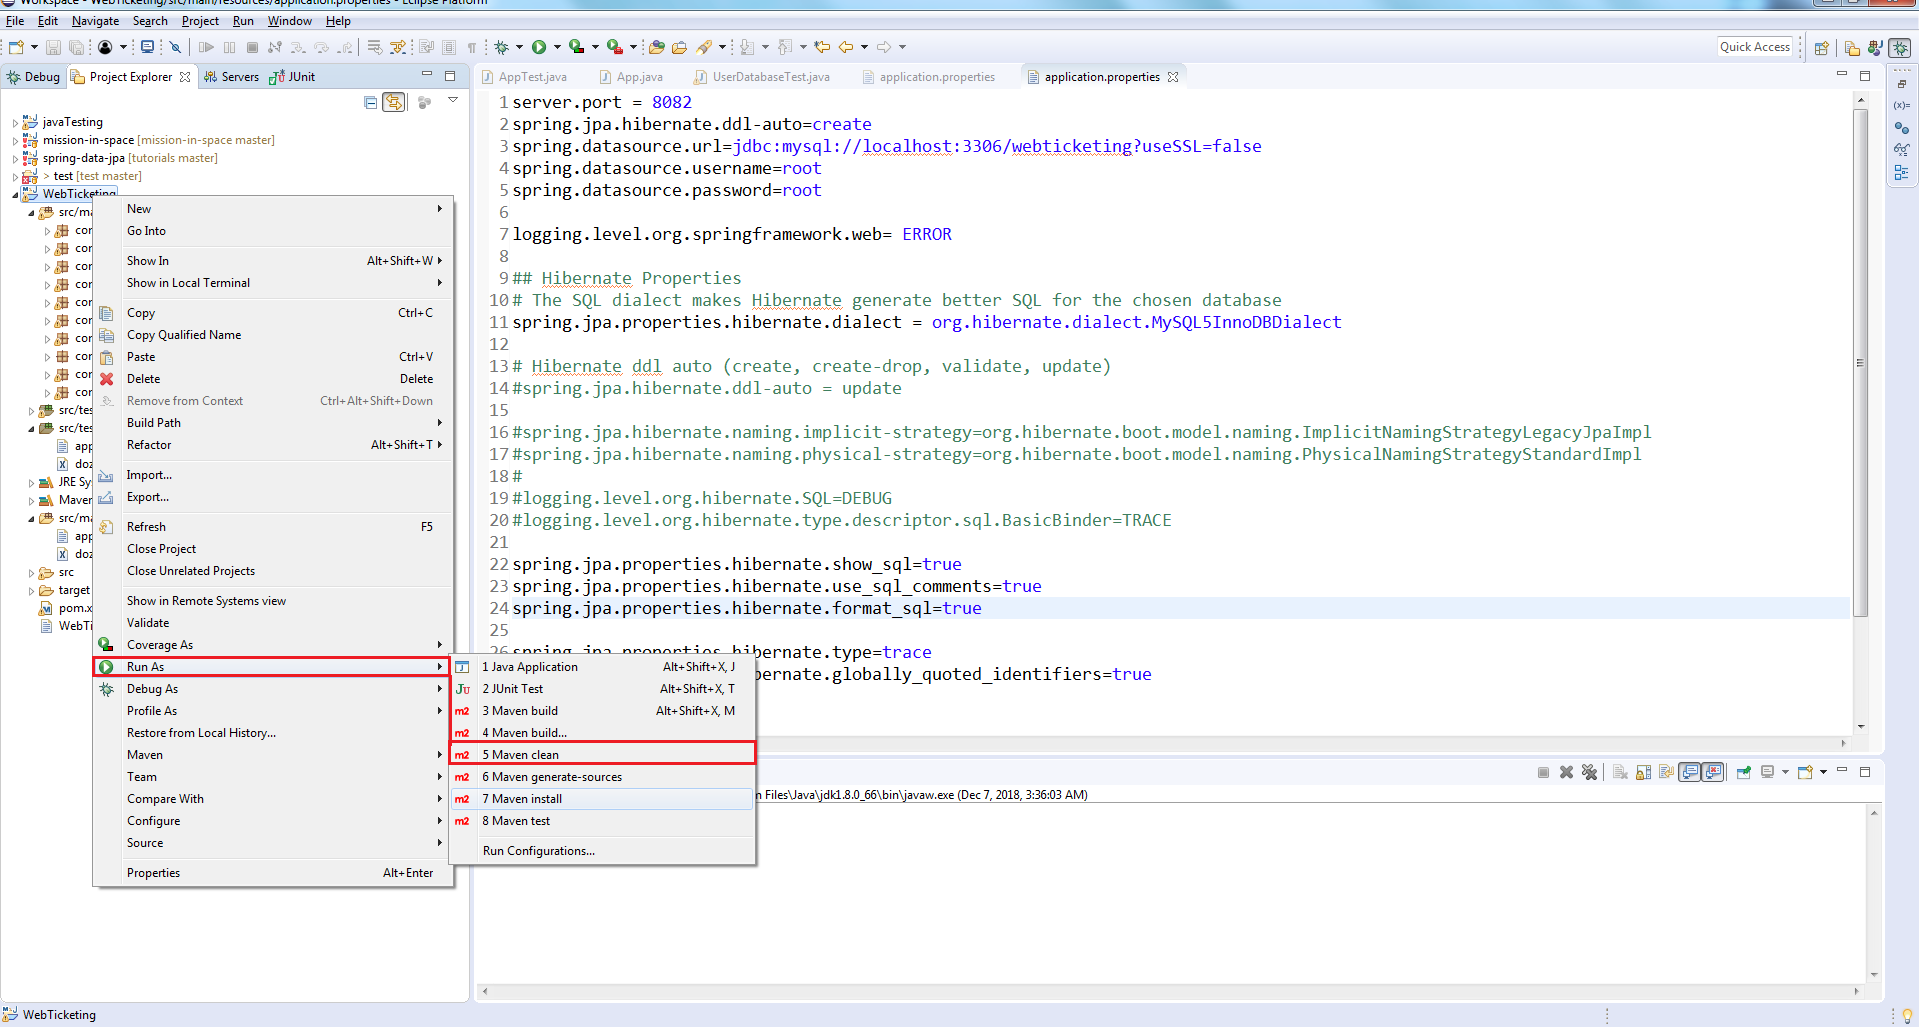 Workspace - WebTicketing/src/main/resources/application.properties - Eclipse Platform
File Edit Navigate Search Project Run Window Help
Quick Access
Debug Project Explorer Servers JUnit
javaTesting
mission-in-space [mission-in-space master]
spring-data-jpa [tutorials master]
> test [test master]
WebTicketing
src/ma
cor
cor
cor
cor
cor
cor
cor
cor
cor
cor
src/tes
src/tes
app
doz
JRE Sy
Maven
src/ma
app
doz
src
target
pom.x
WebTi
New
Go Into
Show In Alt+Shift+W
Show in Local Terminal
Copy Ctrl+C
Copy Qualified Name
Paste Ctrl+V
Delete Delete
Remove from Context Ctrl+Alt+Shift+Down
Build Path
Refactor Alt+Shift+T
Import...
Export...
Refresh F5
Close Project
Close Unrelated Projects
Show in Remote Systems view
Validate
Coverage As
Run As
Debug As
Profile As
Restore from Local History...
Maven
Team
Compare With
Configure
Source
Properties Alt+Enter
1 Java Application Alt+Shift+X, J
2 JUnit Test Alt+Shift+X, T
3 Maven build Alt+Shift+X, M
4 Maven build...
5 Maven clean
6 Maven generate-sources
7 Maven install
8 Maven test
Run Configurations...
AppTest.java App.java UserDatabaseTest.java application.properties application.properties
1 server.port = 8082
2 spring.jpa.hibernate.ddl-auto=create
3 spring.datasource.url=jdbc:mysql://localhost:3306/webticketing?useSSL=false
4 spring.datasource.username=root
5 spring.datasource.password=root
6
7 logging.level.org.springframework.web= ERROR
8
9 ## Hibernate Properties
10 # The SQL dialect makes Hibernate generate better SQL for the chosen database
11 spring.jpa.properties.hibernate.dialect = org.hibernate.dialect.MySQL5InnoDBDialect
12
13 # Hibernate ddl auto (create, create-drop, validate, update)
14 #spring.jpa.hibernate.ddl-auto = update
15
16 #spring.jpa.hibernate.naming.implicit-strategy=org.hibernate.boot.model.naming.ImplicitNamingStrategyLegacyJpaImpl
17 #spring.jpa.hibernate.naming.physical-strategy=org.hibernate.boot.model.naming.PhysicalNamingStrategyStandardImpl
18 #
19 #logging.level.org.hibernate.SQL=DEBUG
20 #logging.level.org.hibernate.type.descriptor.sql.BasicBinder=TRACE
21
22 spring.jpa.properties.hibernate.show_sql=true
23 spring.jpa.properties.hibernate.use_sql_comments=true
24 spring.jpa.properties.hibernate.format_sql=true
25
26 spring.jpa.properties.hibernate.type=trace
bernate.globally_quoted_identifiers=true
n Files\Java\jdk1.8.0_66\bin\javaw.exe (Dec 7, 2018, 3:36:03 AM)
WebTicketing